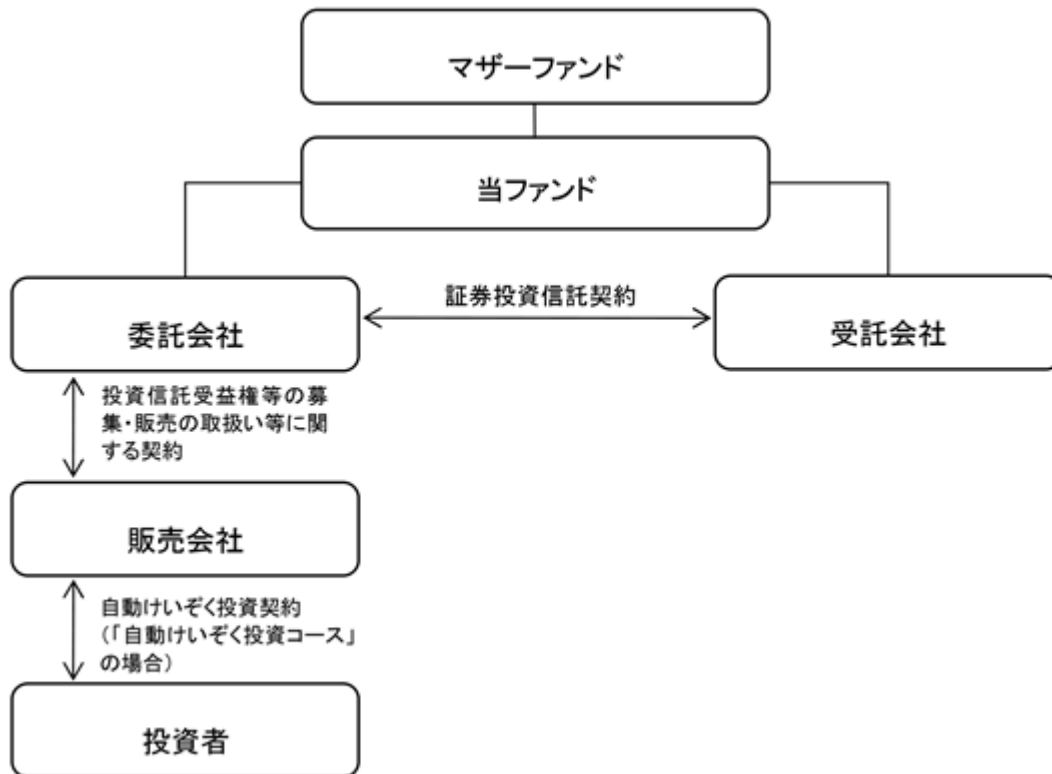 マザーファンド
当ファンド
証券投資信託契約
委託会社
受託会社
投資信託受益権等の募
集・販売の取扱い等に関
する契約
販売会社
自動けいぞく投資契約
(「自動けいぞく投資コース」
の場合)
投資者